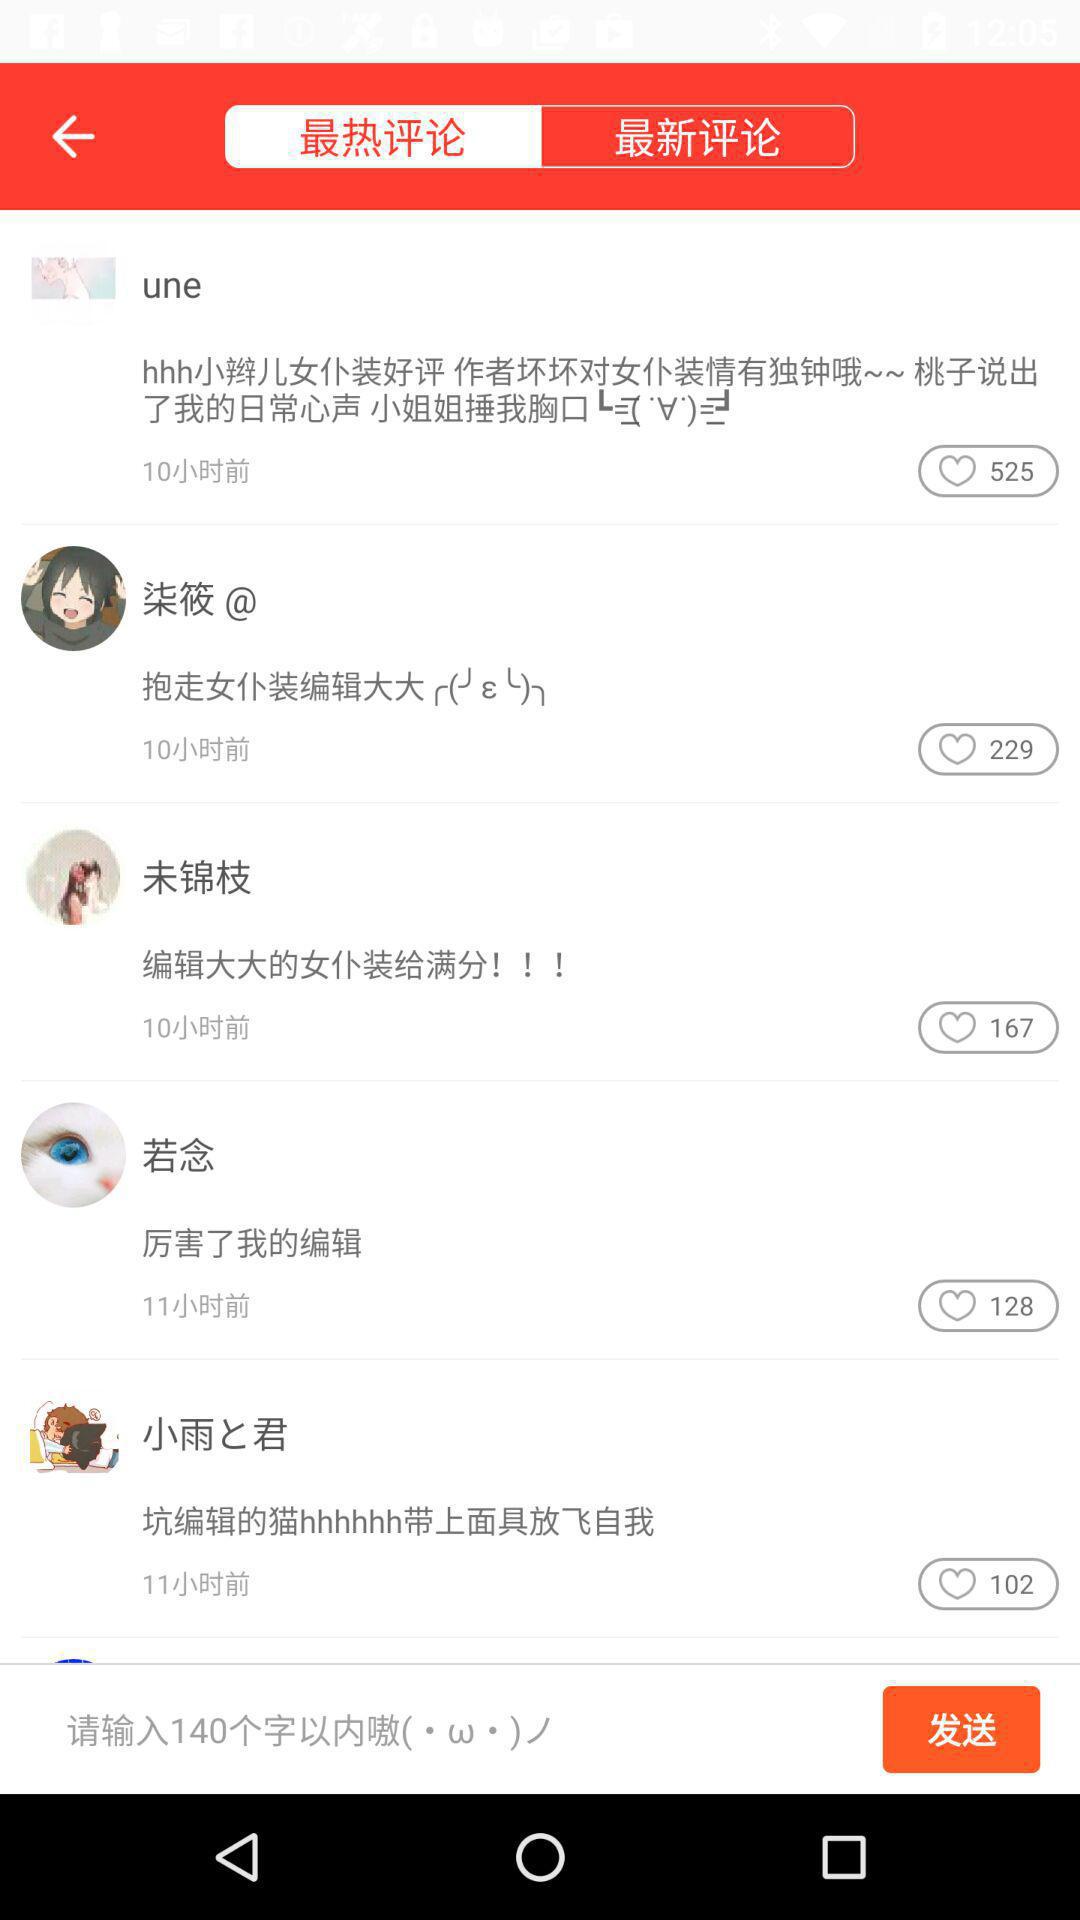 12:05
最热评论 最新评论
une
hhh小辫儿女仆装好评 作者坏坏对女仆装情有独钟哦~~ 桃子说出
了我的日常心声 小姐姐捶我胸口┗=͟͟͞͞( ˙∀˙)=͟͟͞͞┛
10小时前 525
柒筱 @
抱走女仆装编辑大大╭(╯ε╰)╮
10小时前 229
未锦枝
编辑大大的女仆装给满分！！！
10小时前 167
若念
厉害了我的编辑
11小时前 128
小雨と君
坑编辑的猫hhhhhh带上面具放飞自我
11小时前 102
请输入140个字以内嗷(・ω・)ノ 发送